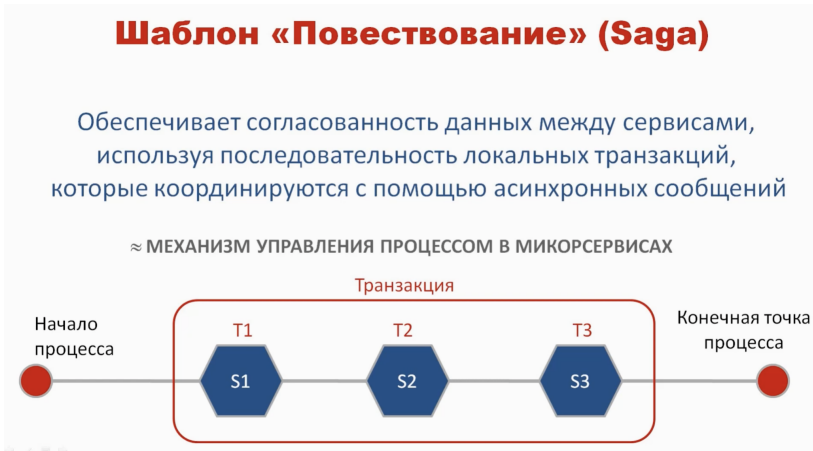 Шаблон «Повествование» (Saga)
Обеспечивает согласованность данных между сервисами,
используя последовательность локальных транзакций,
которые координируются с помощью асинхронных сообщений
≈ МЕХАНИЗМ УПРАВЛЕНИЯ ПРОЦЕССОМ В МИКОРСЕРВИСАХ
Транзакция
Начало
процесса
T1
T2
T3
Конечная точка
процесса
S1
S2
S3